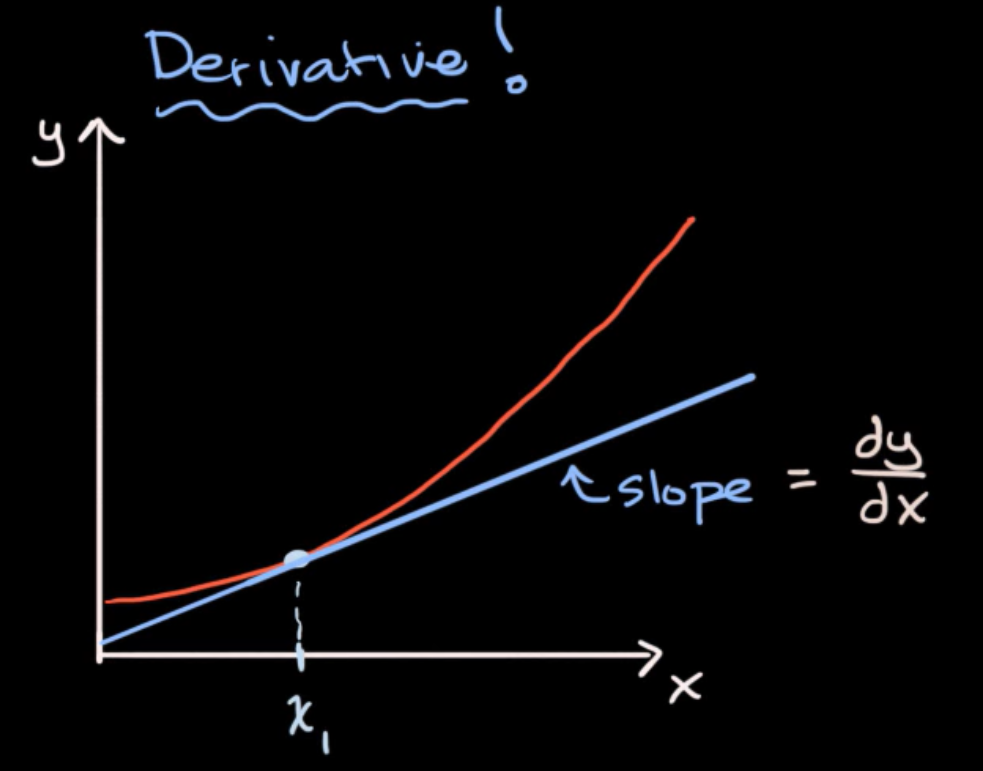 Derivative!
y
slope = dy/dx
x
x₁